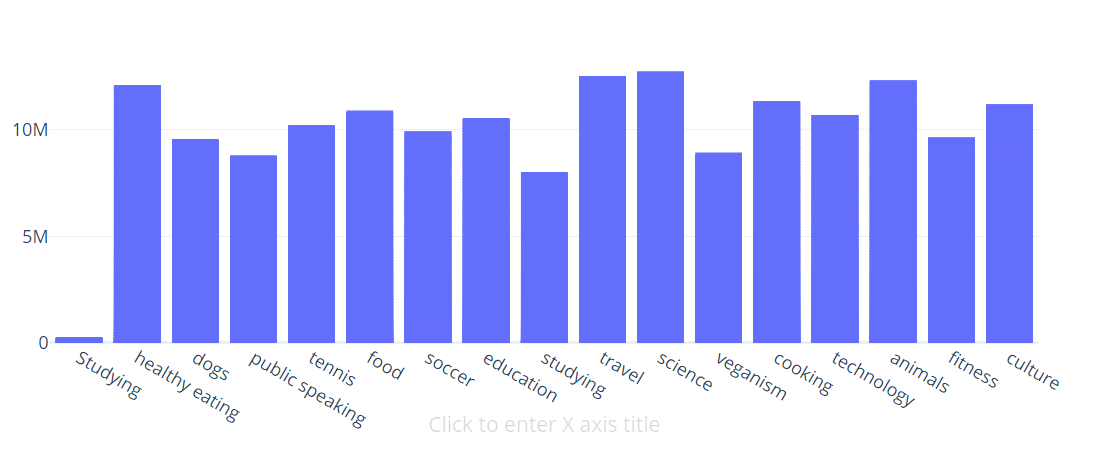 10M
5M
0
Studying
healthy eating
dogs
public speaking
tennis
food
soccer
education
studying
travel
science
veganism
cooking
technology
animals
fitness
culture
Click to enter X axis title